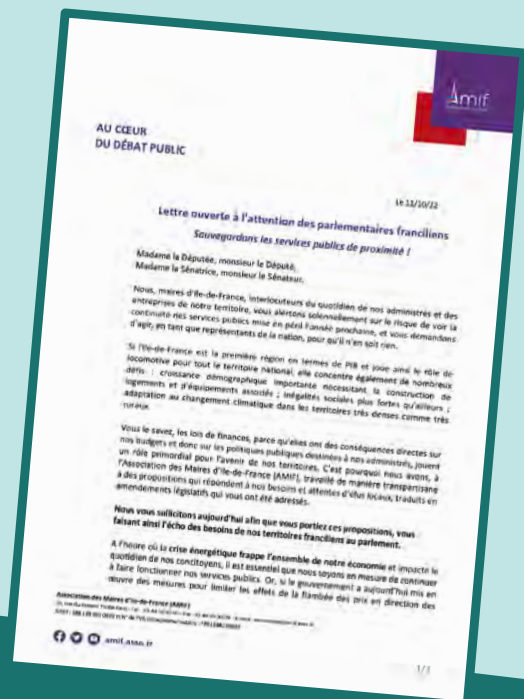 Amif
AU CŒUR
DU DÉBAT PUBLIC
Le 11/10/22
Lettre ouverte à l'attention des parlementaires franciliens
Sauvegardons les services publics de proximité !
Madame la Députée, monsieur le Député,
Madame la Sénatrice, monsieur le Sénateur,
Nous, maires d'Ile-de-France, interlocuteurs du quotidien de nos administrés et des
entreprises de notre territoire, vous alertons solennellement sur le risque de voir la
continuité des services publics mise en péril l'année prochaine, et vous demandons
d'agir, en tant que représentants de la nation, pour qu'il n'en soit rien.
Si l'Ile-de-France est la première région en termes de PIB et joue ainsi le rôle de
locomotive pour tout le territoire national, elle concentre également de nombreux
défis : croissance démographique importante nécessitant la construction de
logements et d'équipements associés ; inégalités sociales plus fortes qu'ailleurs ;
adaptation au changement climatique dans les territoires très denses comme très
ruraux.
Vous le savez, les lois de finances, parce qu'elles ont des conséquences directes sur
nos budgets et donc sur les politiques publiques destinées à nos administrés, jouent
un rôle primordial pour l'avenir de nos territoires. C'est pourquoi nous avons, à
l'Association des Maires d'Ile-de-France (AMIF), travaillé de manière transpartisane
à des propositions qui répondent à nos besoins et attentes d'élus locaux, traduits en
amendements législatifs qui vous ont été adressés.
Nous vous sollicitons aujourd'hui afin que vous portiez ces propositions, vous
faisant ainsi l'écho des besoins de nos territoires franciliens au parlement.
A l'heure où la crise énergétique frappe l'ensemble de notre économie et impacte le
quotidien de nos concitoyens, il est essentiel que nous soyons en mesure de continuer
à faire fonctionner nos services publics. Or, si le gouvernement a aujourd'hui mis en
œuvre des mesures pour limiter les effets de la flambée des prix en direction des
Association des Maires d'Ile-de-France (AMIF)
amif.asso.fr
1/3